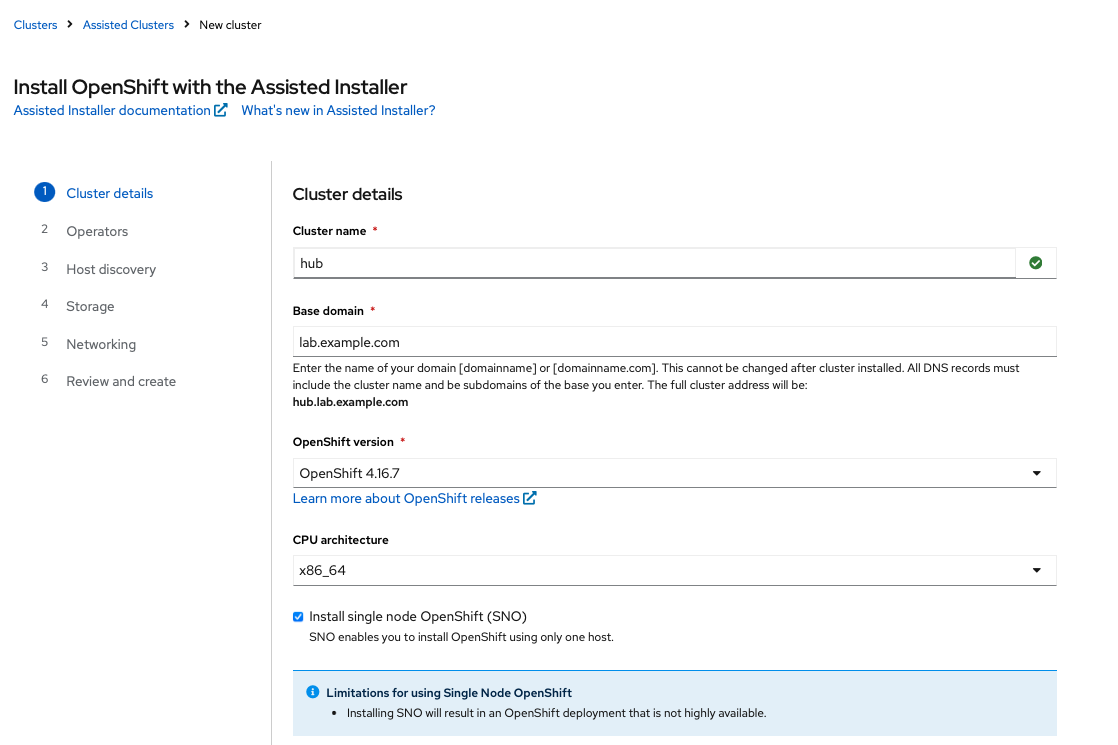 Clusters > Assisted Clusters > New cluster
Install OpenShift with the Assisted Installer
Assisted Installer documentation What's new in Assisted Installer?
1 Cluster details
2 Operators
3 Host discovery
4 Storage
5 Networking
6 Review and create
Cluster details
Cluster name *
hub
Base domain *
lab.example.com
Enter the name of your domain [domainname] or [domainname.com]. This cannot be changed after cluster installed. All DNS records must
include the cluster name and be subdomains of the base you enter. The full cluster address will be:
hub.lab.example.com
OpenShift version *
OpenShift 4.16.7
Learn more about OpenShift releases
CPU architecture
x86_64
Install single node OpenShift (SNO)
SNO enables you to install OpenShift using only one host.
Limitations for using Single Node OpenShift
• Installing SNO will result in an OpenShift deployment that is not highly available.